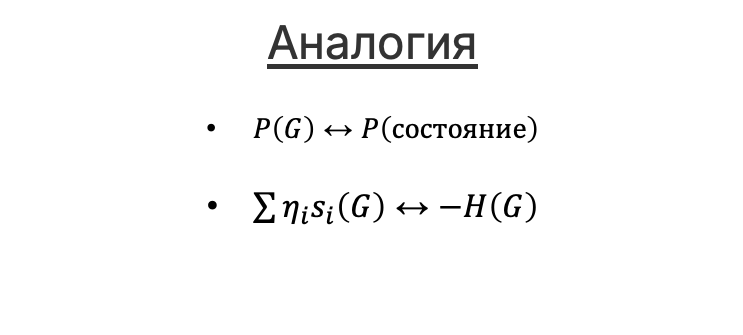 Аналогия
• P(G) ↔ P(состояние)
• ∑ηᵢsᵢ(G) ↔ −H(G)